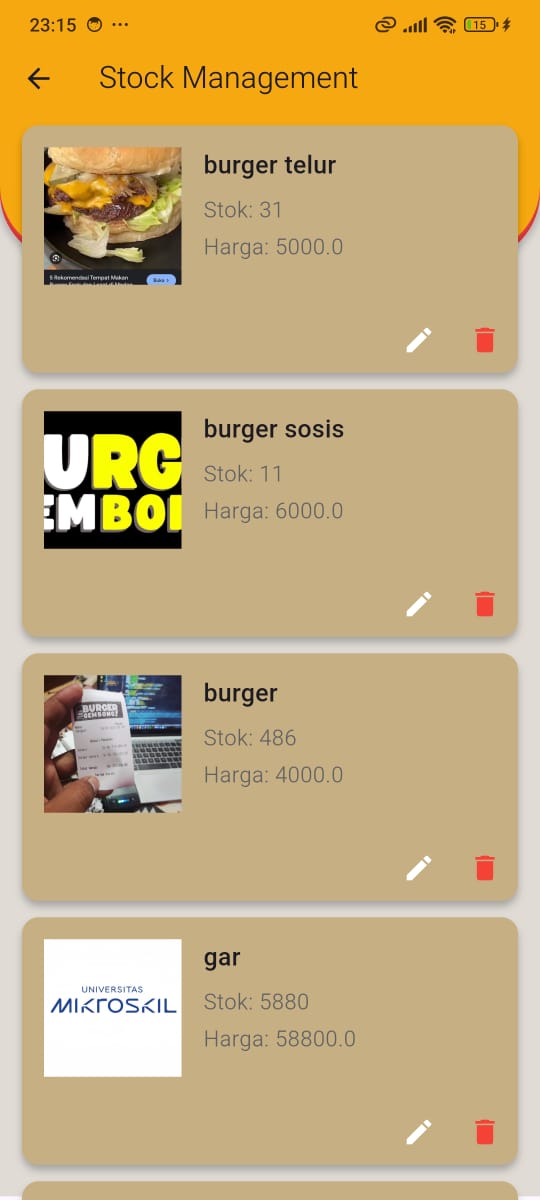 23:15
15
Stock Management
burger telur
Stok: 31
Harga: 5000.0
5 Rekomendasi Tempat Makan
Buka >
burger sosis
Stok: 11
Harga: 6000.0
URG
EMBO
burger
Stok: 486
Harga: 4000.0
BURGER
GEMBONG
gar
Stok: 5880
Harga: 58800.0
UNIVERSITAS
MIKROSKIL